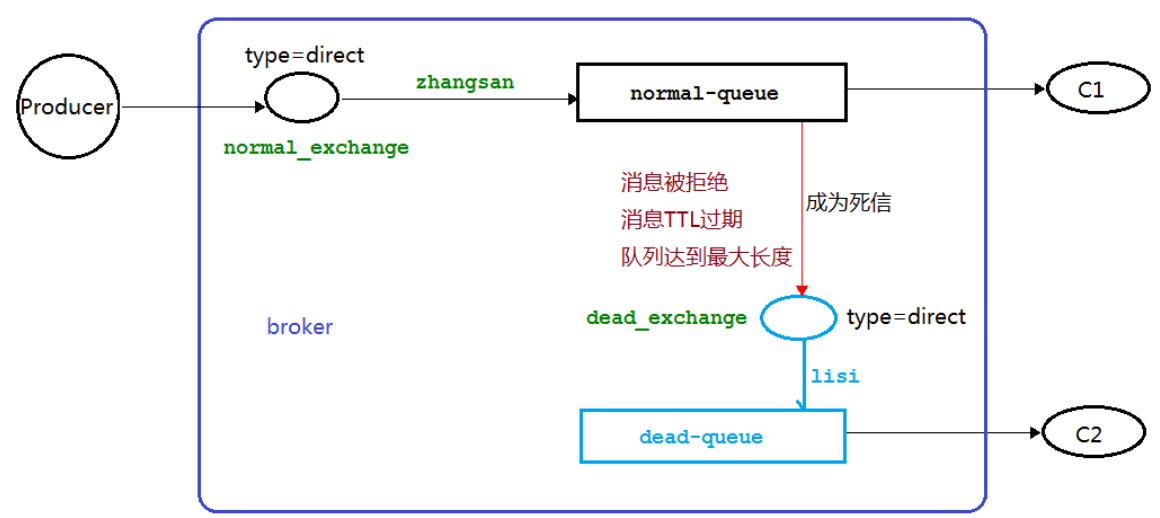 type=direct
zhangsan
Producer
normal-queue
C1
normal_exchange
消息被拒绝
成为死信
消息TTL过期
队列达到最大长度
broker
dead_exchange
type=direct
lisi
dead-queue
C2